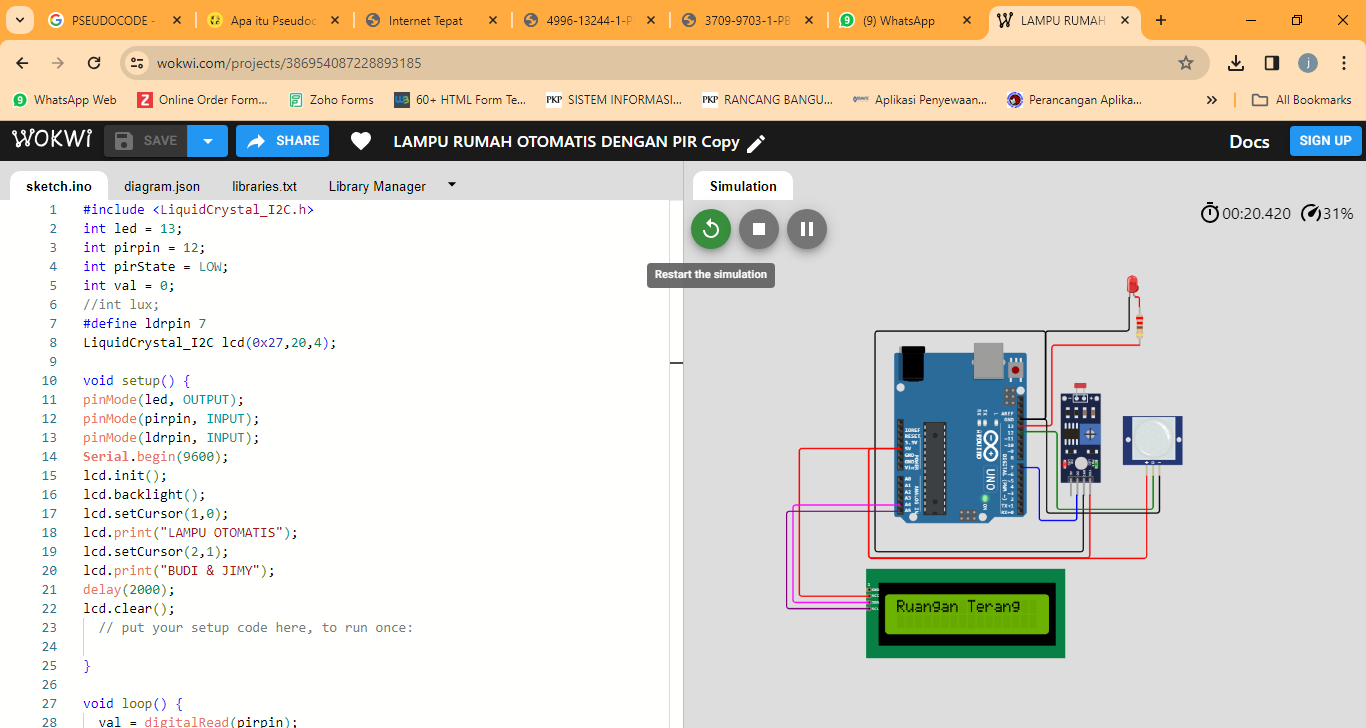 PSEUDOCODE -
Apa itu Pseudoc
Internet Tepat
4996-13244-1-P
3709-9703-1-PB
(9) WhatsApp
LAMPU RUMAH
wokwi.com/projects/386954087228893185
WhatsApp Web
Online Order Form...
Zoho Forms
60+ HTML Form Te...
PKP SISTEM INFORMASI...
PKP RANCANG BANGU...
Aplikasi Penyewaan...
Perancangan Aplika...
All Bookmarks
WOKWI
SAVE
SHARE
LAMPU RUMAH OTOMATIS DENGAN PIR Copy
Docs
SIGN UP
sketch.ino
diagram.json
libraries.txt
Library Manager
Simulation
00:20.420
31%
Restart the simulation
1 #include <LiquidCrystal_I2C.h>
2 int led = 13;
3 int pirpin = 12;
4 int pirState = LOW;
5 int val = 0;
6 //int lux;
7 #define ldrpin 7
8 LiquidCrystal_I2C lcd(0x27,20,4);
9
10 void setup() {
11 pinMode(led, OUTPUT);
12 pinMode(pirpin, INPUT);
13 pinMode(ldrpin, INPUT);
14 Serial.begin(9600);
15 lcd.init();
16 lcd.backlight();
17 lcd.setCursor(1,0);
18 lcd.print("LAMPU OTOMATIS");
19 lcd.setCursor(2,1);
20 lcd.print("BUDI & JIMY");
21 delay(2000);
22 lcd.clear();
23 // put your setup code here, to run once:
24
25 }
26
27 void loop() {
28 val = digitalRead(pirpin);
ARDUINO
UNO
Ruangan Terang